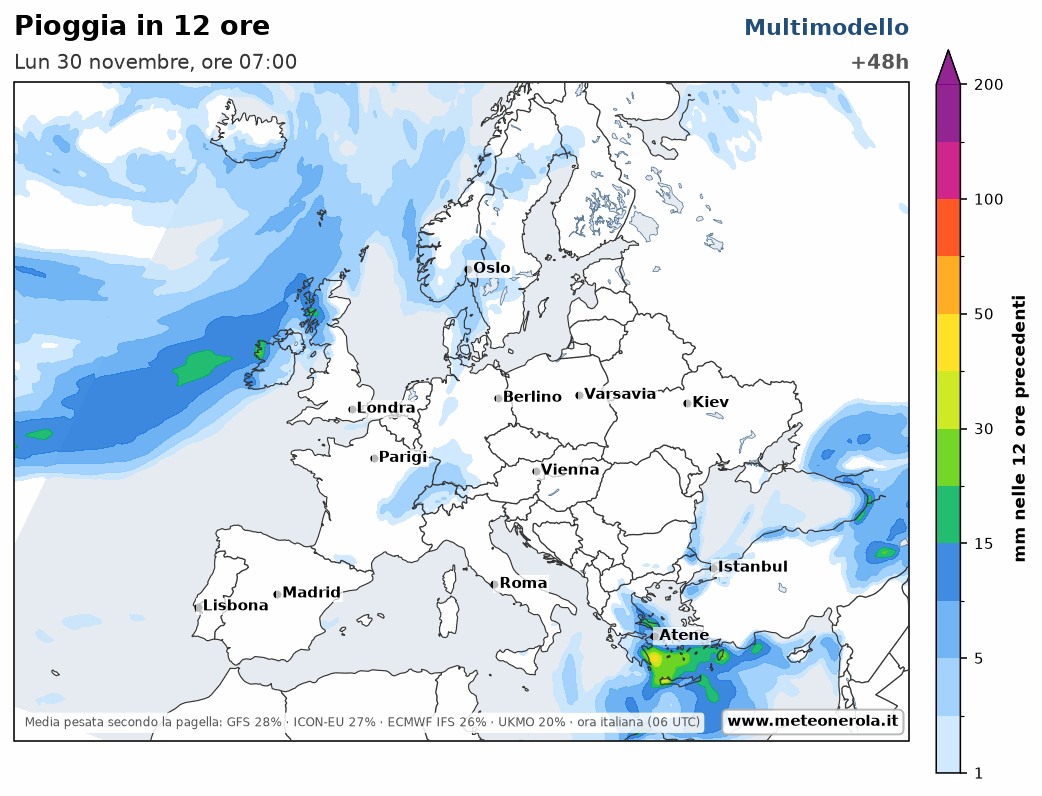 Pioggia in 12 ore
Multimodello
Lun 30 novembre, ore 07:00
+48h
200
100
50
30
15
5
1
mm nelle 12 ore precedenti
Oslo
Berlino
Varsavia
Kiev
Londra
Parigi
Vienna
Istanbul
Roma
Madrid
Lisbona
Atene
Media pesata secondo la pagella: GFS 28% · ICON-EU 27% · ECMWF IFS 26% · UKMO 20% · ora italiana (06 UTC)
www.meteonerola.it